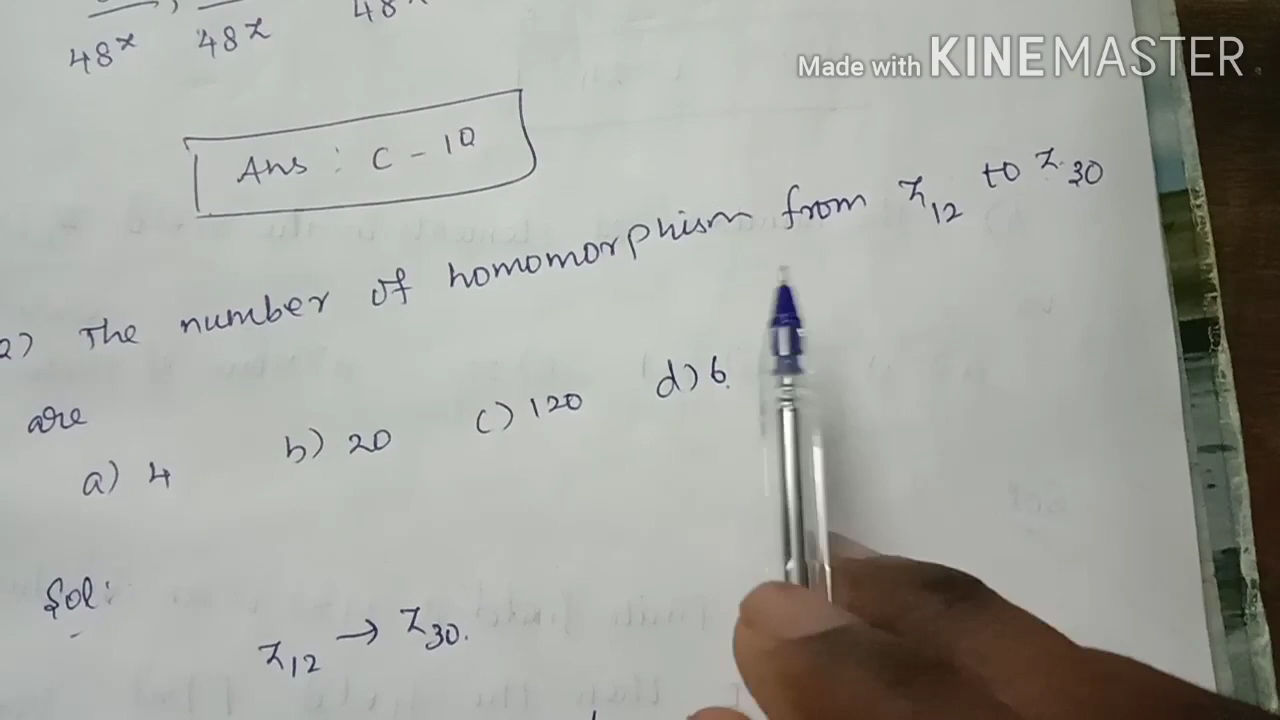 48x 48x 48x
Made with KINEMASTER
Ans : C - 10
2) The number of homomorphism from Z12 to Z30
are
a) 4 b) 20 c) 120 d) 6
Sol:
Z12 → Z30.